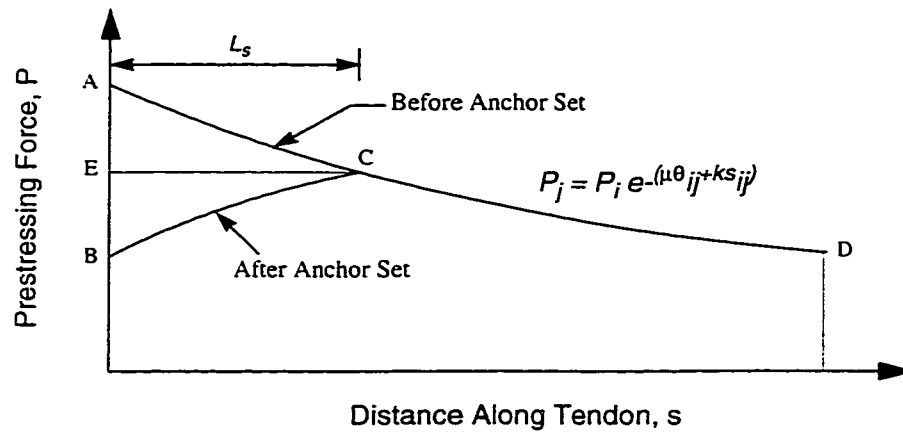 L_s
A
Before Anchor Set
E
C
P_j = P_i e-(μθ_ij+ks_ij)
B
After Anchor Set
D
Prestressing Force, P
Distance Along Tendon, s